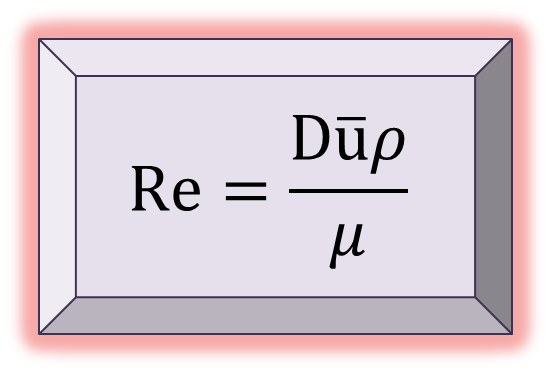 Re = Dūρ / μ